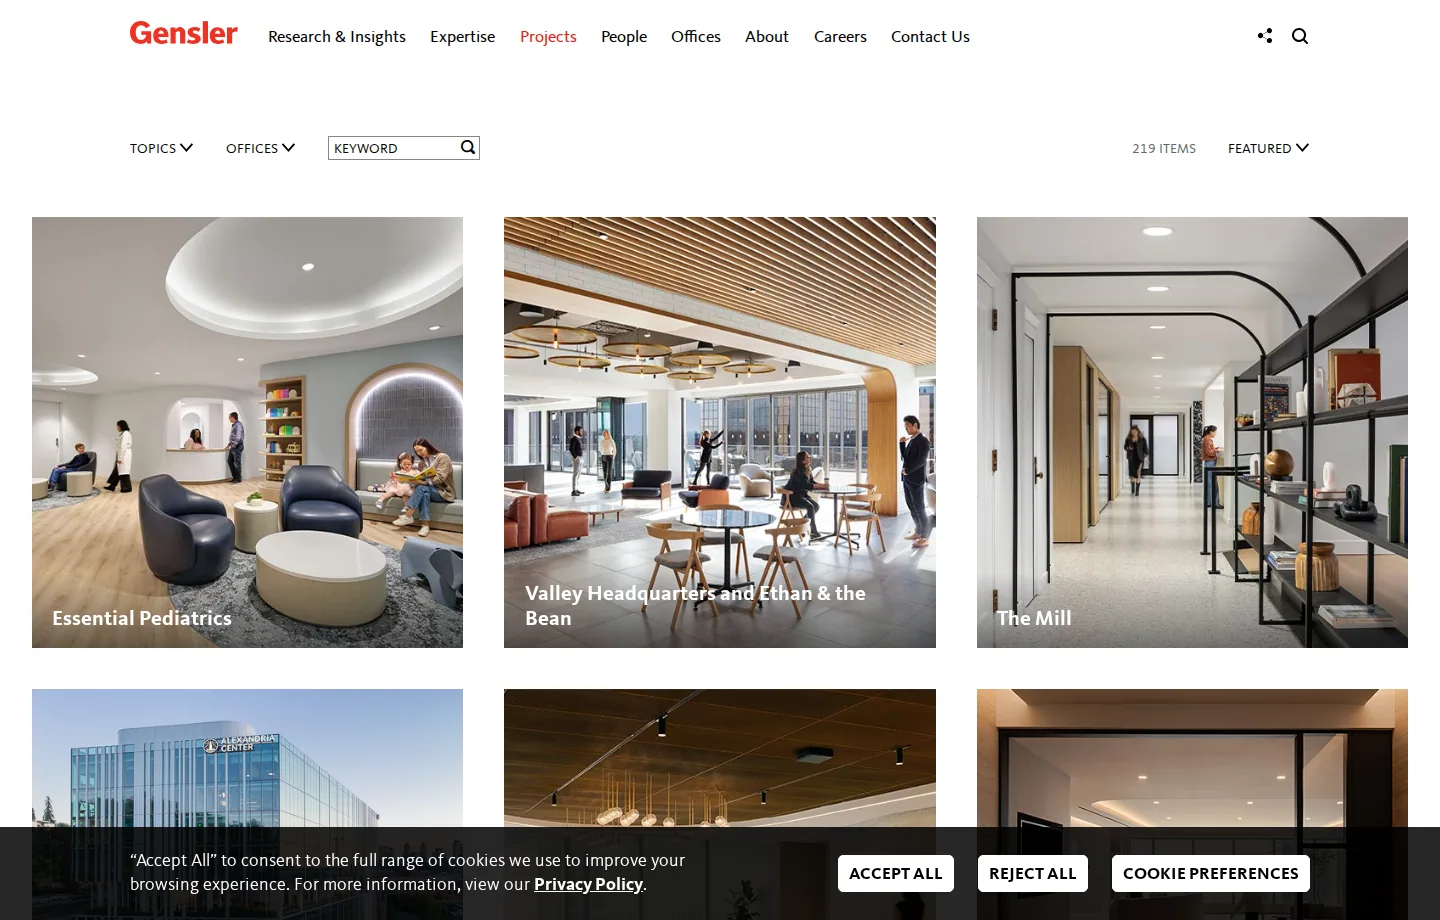 Gensler
Research & Insights
Expertise
Projects
People
Offices
About
Careers
Contact Us
TOPICS
OFFICES
KEYWORD
219 ITEMS
FEATURED
Essential Pediatrics
Valley Headquarters and Ethan & the
Bean
The Mill
ALEXANDRIA
CENTER
“Accept All” to consent to the full range of cookies we use to improve your
browsing experience. For more information, view our Privacy Policy.
ACCEPT ALL
REJECT ALL
COOKIE PREFERENCES